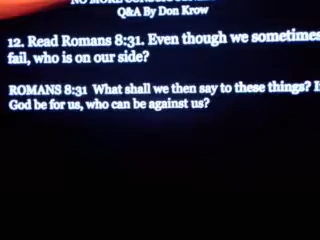 Q&A By Don Krow
12. Read Romans 8:31. Even though we sometimes
fail, who is on our side?
ROMANS 8:31 What shall we then say to these things? I
God be for us, who can be against us?